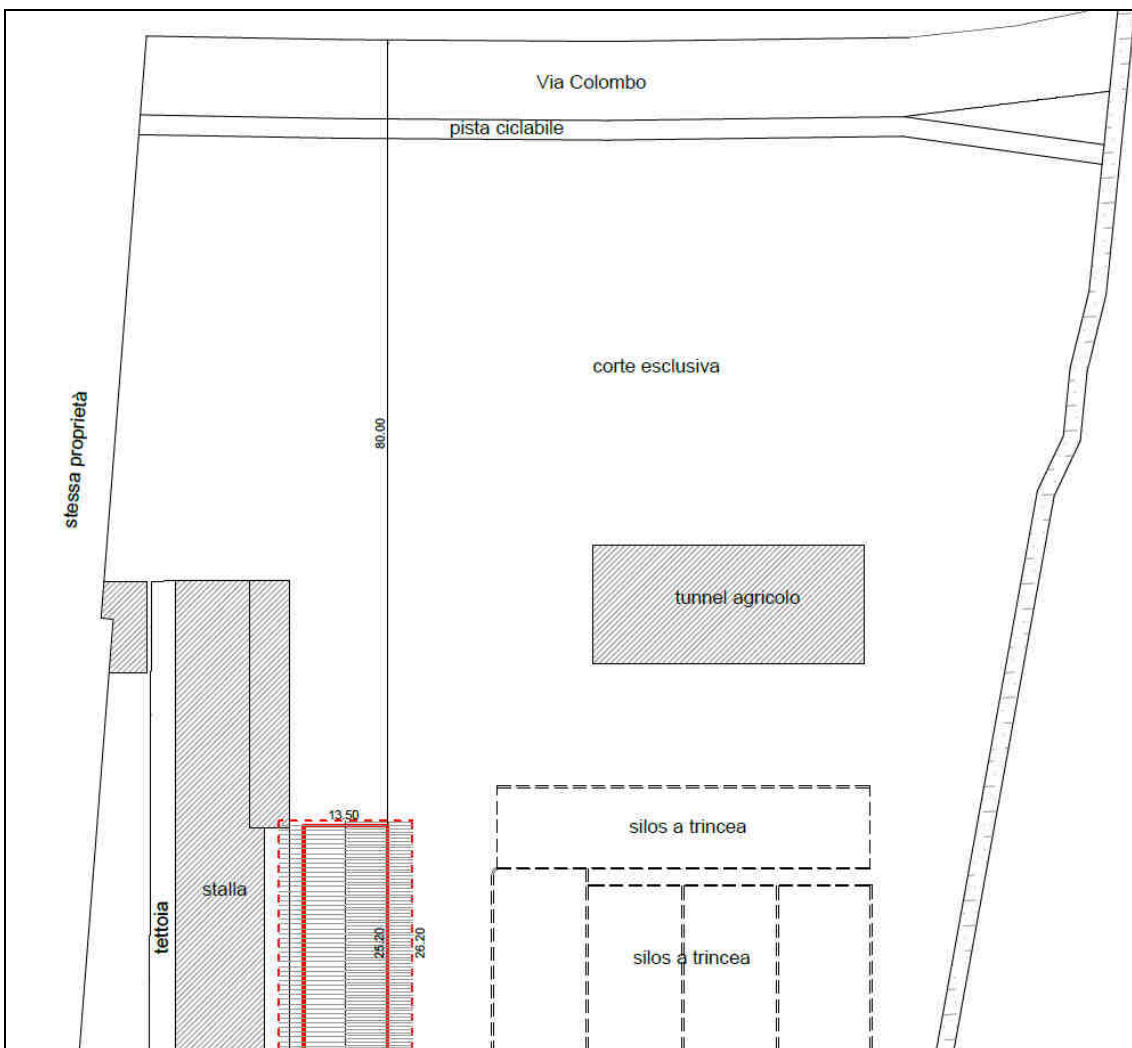 Via Colombo
pista ciclabile
corte esclusiva
80.00
stessa proprietà
tunnel agricolo
13.50
silos a trincea
stalla
tettoia
25.20
26.20
silos a trincea